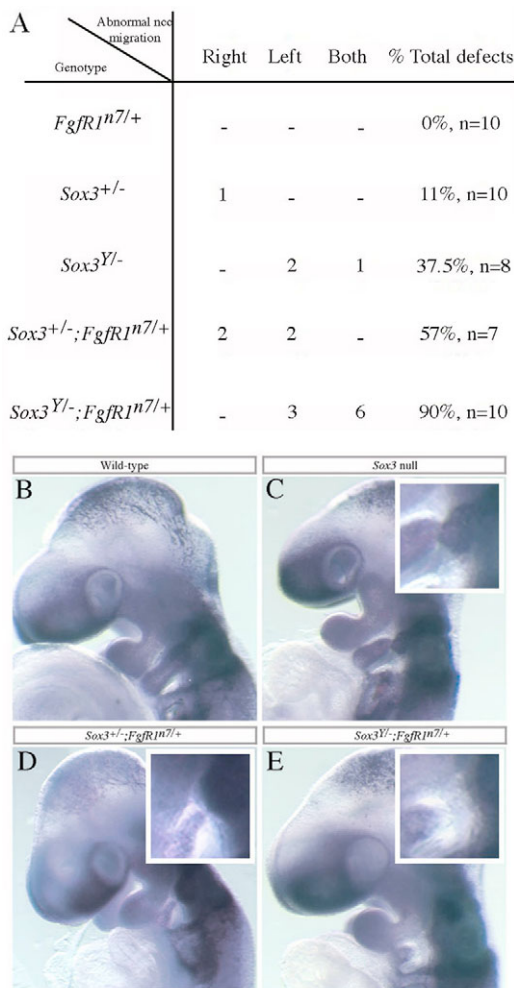 A
Abnormal ncc
migration
Genotype
Right Left Both % Total defects
FgfR1n7/+ - - - 0%, n=10
Sox3+/- 1 - - 11%, n=10
Sox3Y/- - 2 1 37.5%, n=8
Sox3+/-;FgfR1n7/+ 2 2 - 57%, n=7
Sox3Y/-;FgfR1n7/+ - 3 6 90%, n=10
Wild-type
Sox3 null
B
C
Sox3+/-;FgfR1n7/+
Sox3Y/-;FgfR1n7/+
D
E